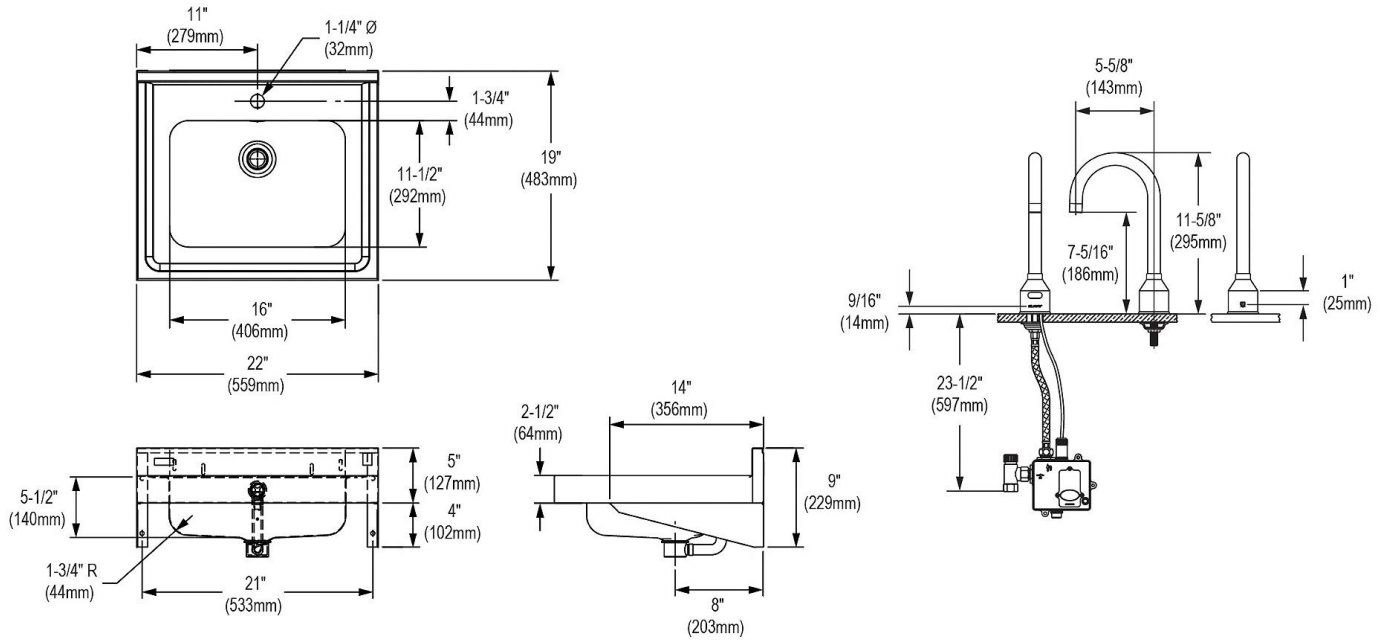 11"
(279mm)
1-1/4" Ø
(32mm)
1-3/4"
(44mm)
11-1/2"
(292mm)
19"
(483mm)
16"
(406mm)
22"
(559mm)
5-5/8"
(143mm)
11-5/8"
(295mm)
7-5/16"
(186mm)
9/16"
(14mm)
1"
(25mm)
23-1/2"
(597mm)
5"
(127mm)
5-1/2"
(140mm)
4"
(102mm)
1-3/4" R
(44mm)
21"
(533mm)
14"
(356mm)
2-1/2"
(64mm)
9"
(229mm)
8"
(203mm)